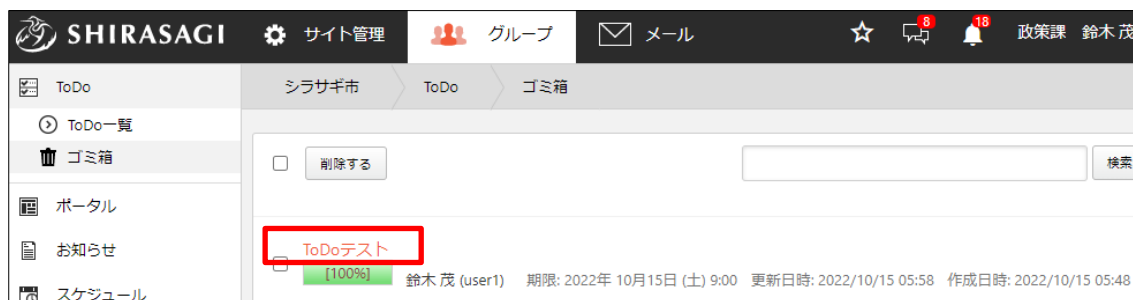 SHIRASAGI サイト管理 グループ メール 8 18 政策課 鈴木 茂
ToDo シラサギ市 ToDo ゴミ箱
ToDo一覧
ゴミ箱
削除する 検索
ポータル
お知らせ
ToDoテスト
[100%] 鈴木 茂 (user1) 期限: 2022年 10月15日 (土) 9:00 更新日時: 2022/10/15 05:58 作成日時: 2022/10/15 05:48
スケジュール